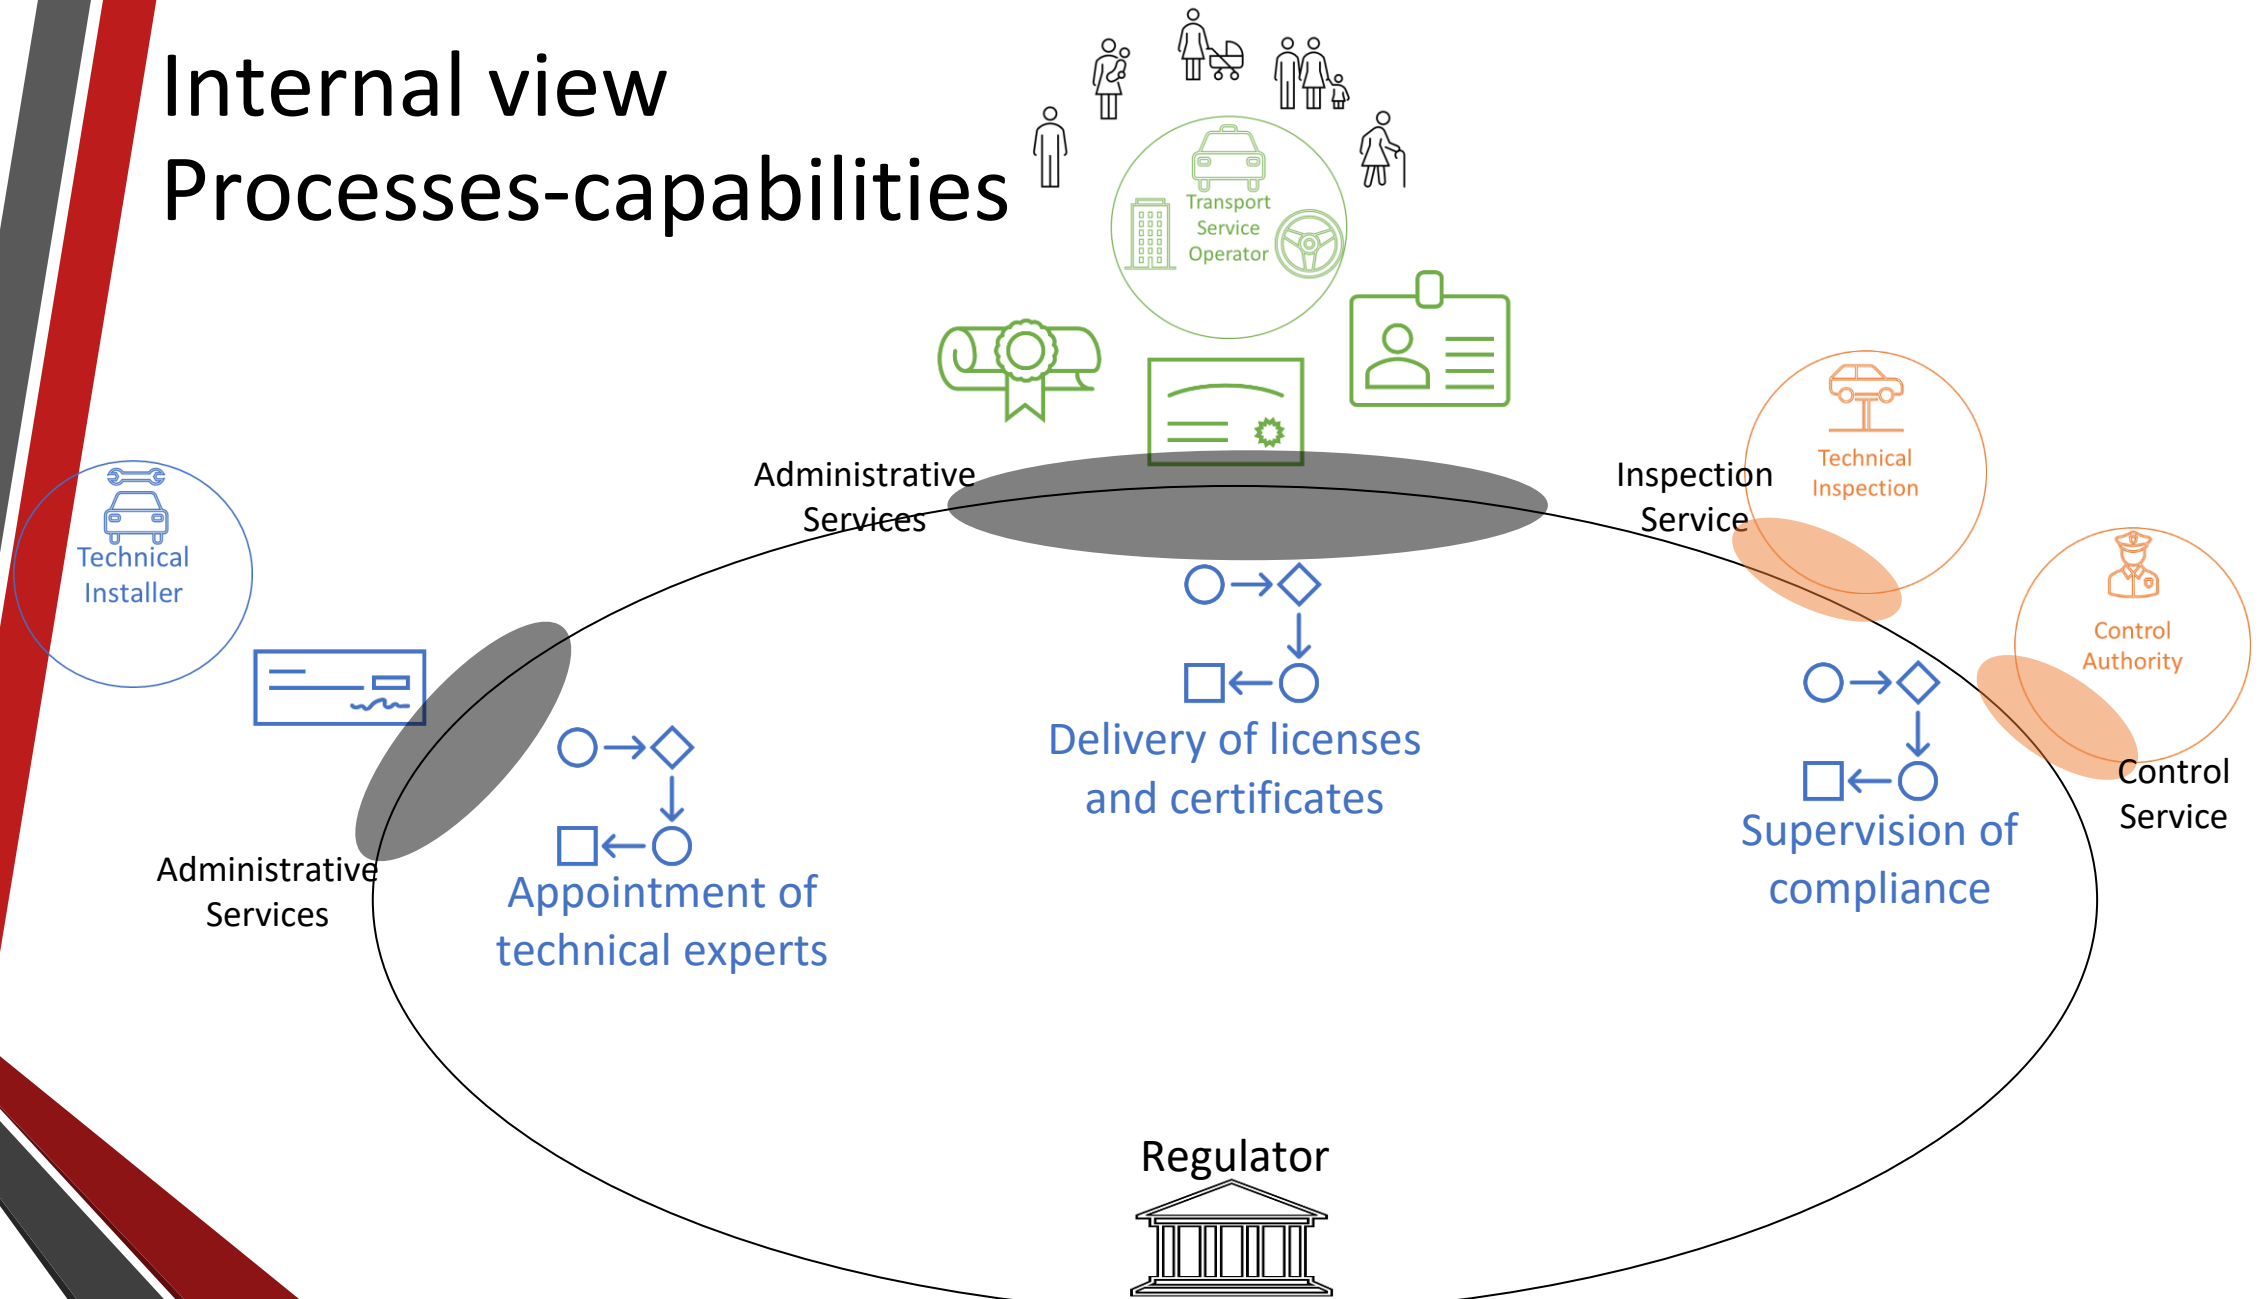 Internal view
Processes-capabilities
Transport
Service
Operator
Administrative
Services
Inspection
Service
Technical
Inspection
Technical
Installer
Control
Authority
Delivery of licenses
and certificates
Control
Service
Supervision of
compliance
Administrative
Services
Appointment of
technical experts
Regulator